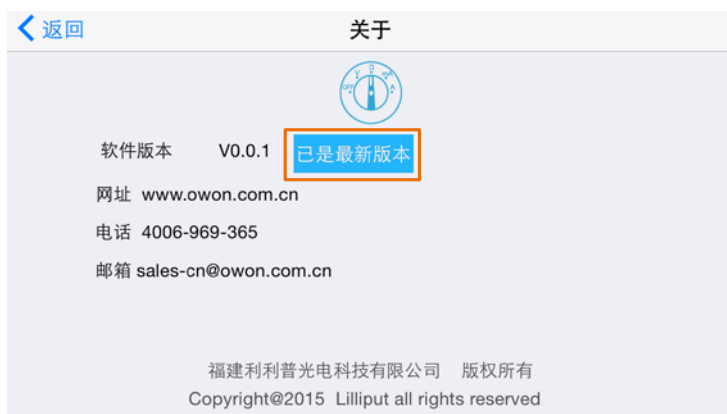 返回 关于
软件版本 V0.0.1 已是最新版本
网址 www.owon.com.cn
电话 4006-969-365
邮箱 sales-cn@owon.com.cn
福建利利普光电科技有限公司 版权所有
Copyright@2015 Lilliput all rights reserved